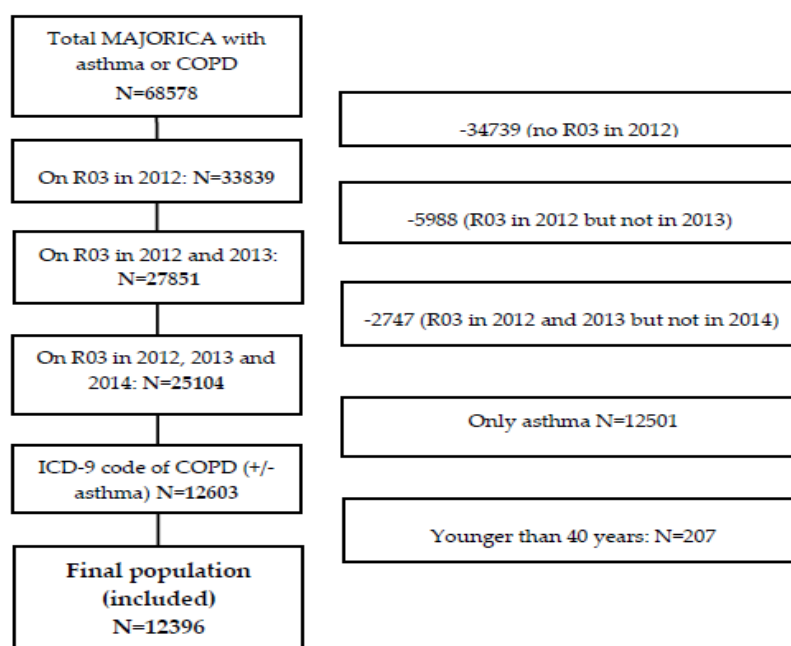 Total MAJORICA with
asthma or COPD
N=68578
-34739 (no R03 in 2012)
On R03 in 2012: N=33839
-5988 (R03 in 2012 but not in 2013)
On R03 in 2012 and 2013:
N=27851
-2747 (R03 in 2012 and 2013 but not in 2014)
On R03 in 2012, 2013 and
2014: N=25104
Only asthma N=12501
ICD-9 code of COPD (+/-
asthma) N=12603
Younger than 40 years: N=207
Final population
(included)
N=12396